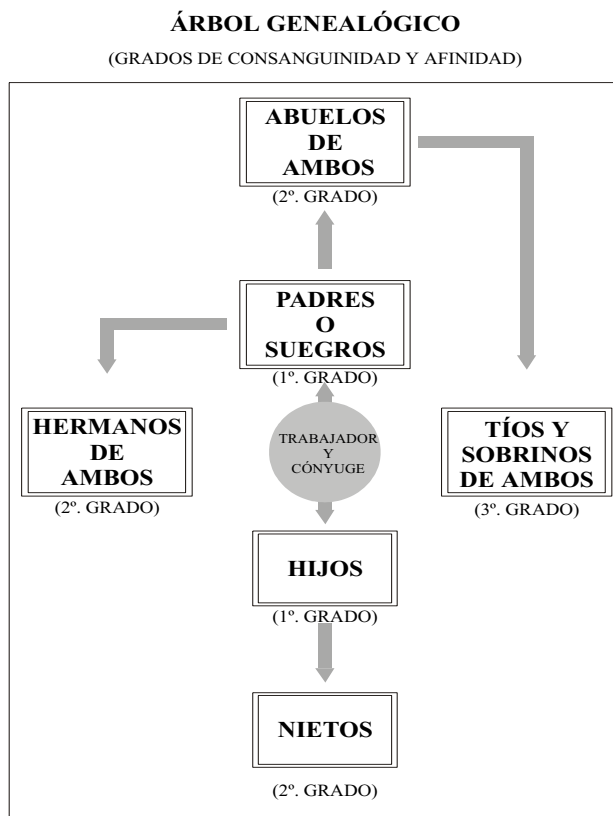 ÁRBOL GENEALÓGICO
(GRADOS DE CONSANGUINIDAD Y AFINIDAD)
ABUELOS
DE
AMBOS
(2º. GRADO)
PADRES
O
SUEGROS
(1º. GRADO)
HERMANOS
DE
AMBOS
(2º. GRADO)
TRABAJADOR
Y
CÓNYUGE
TÍOS Y
SOBRINOS
DE AMBOS
(3º. GRADO)
HIJOS
(1º. GRADO)
NIETOS
(2º. GRADO)